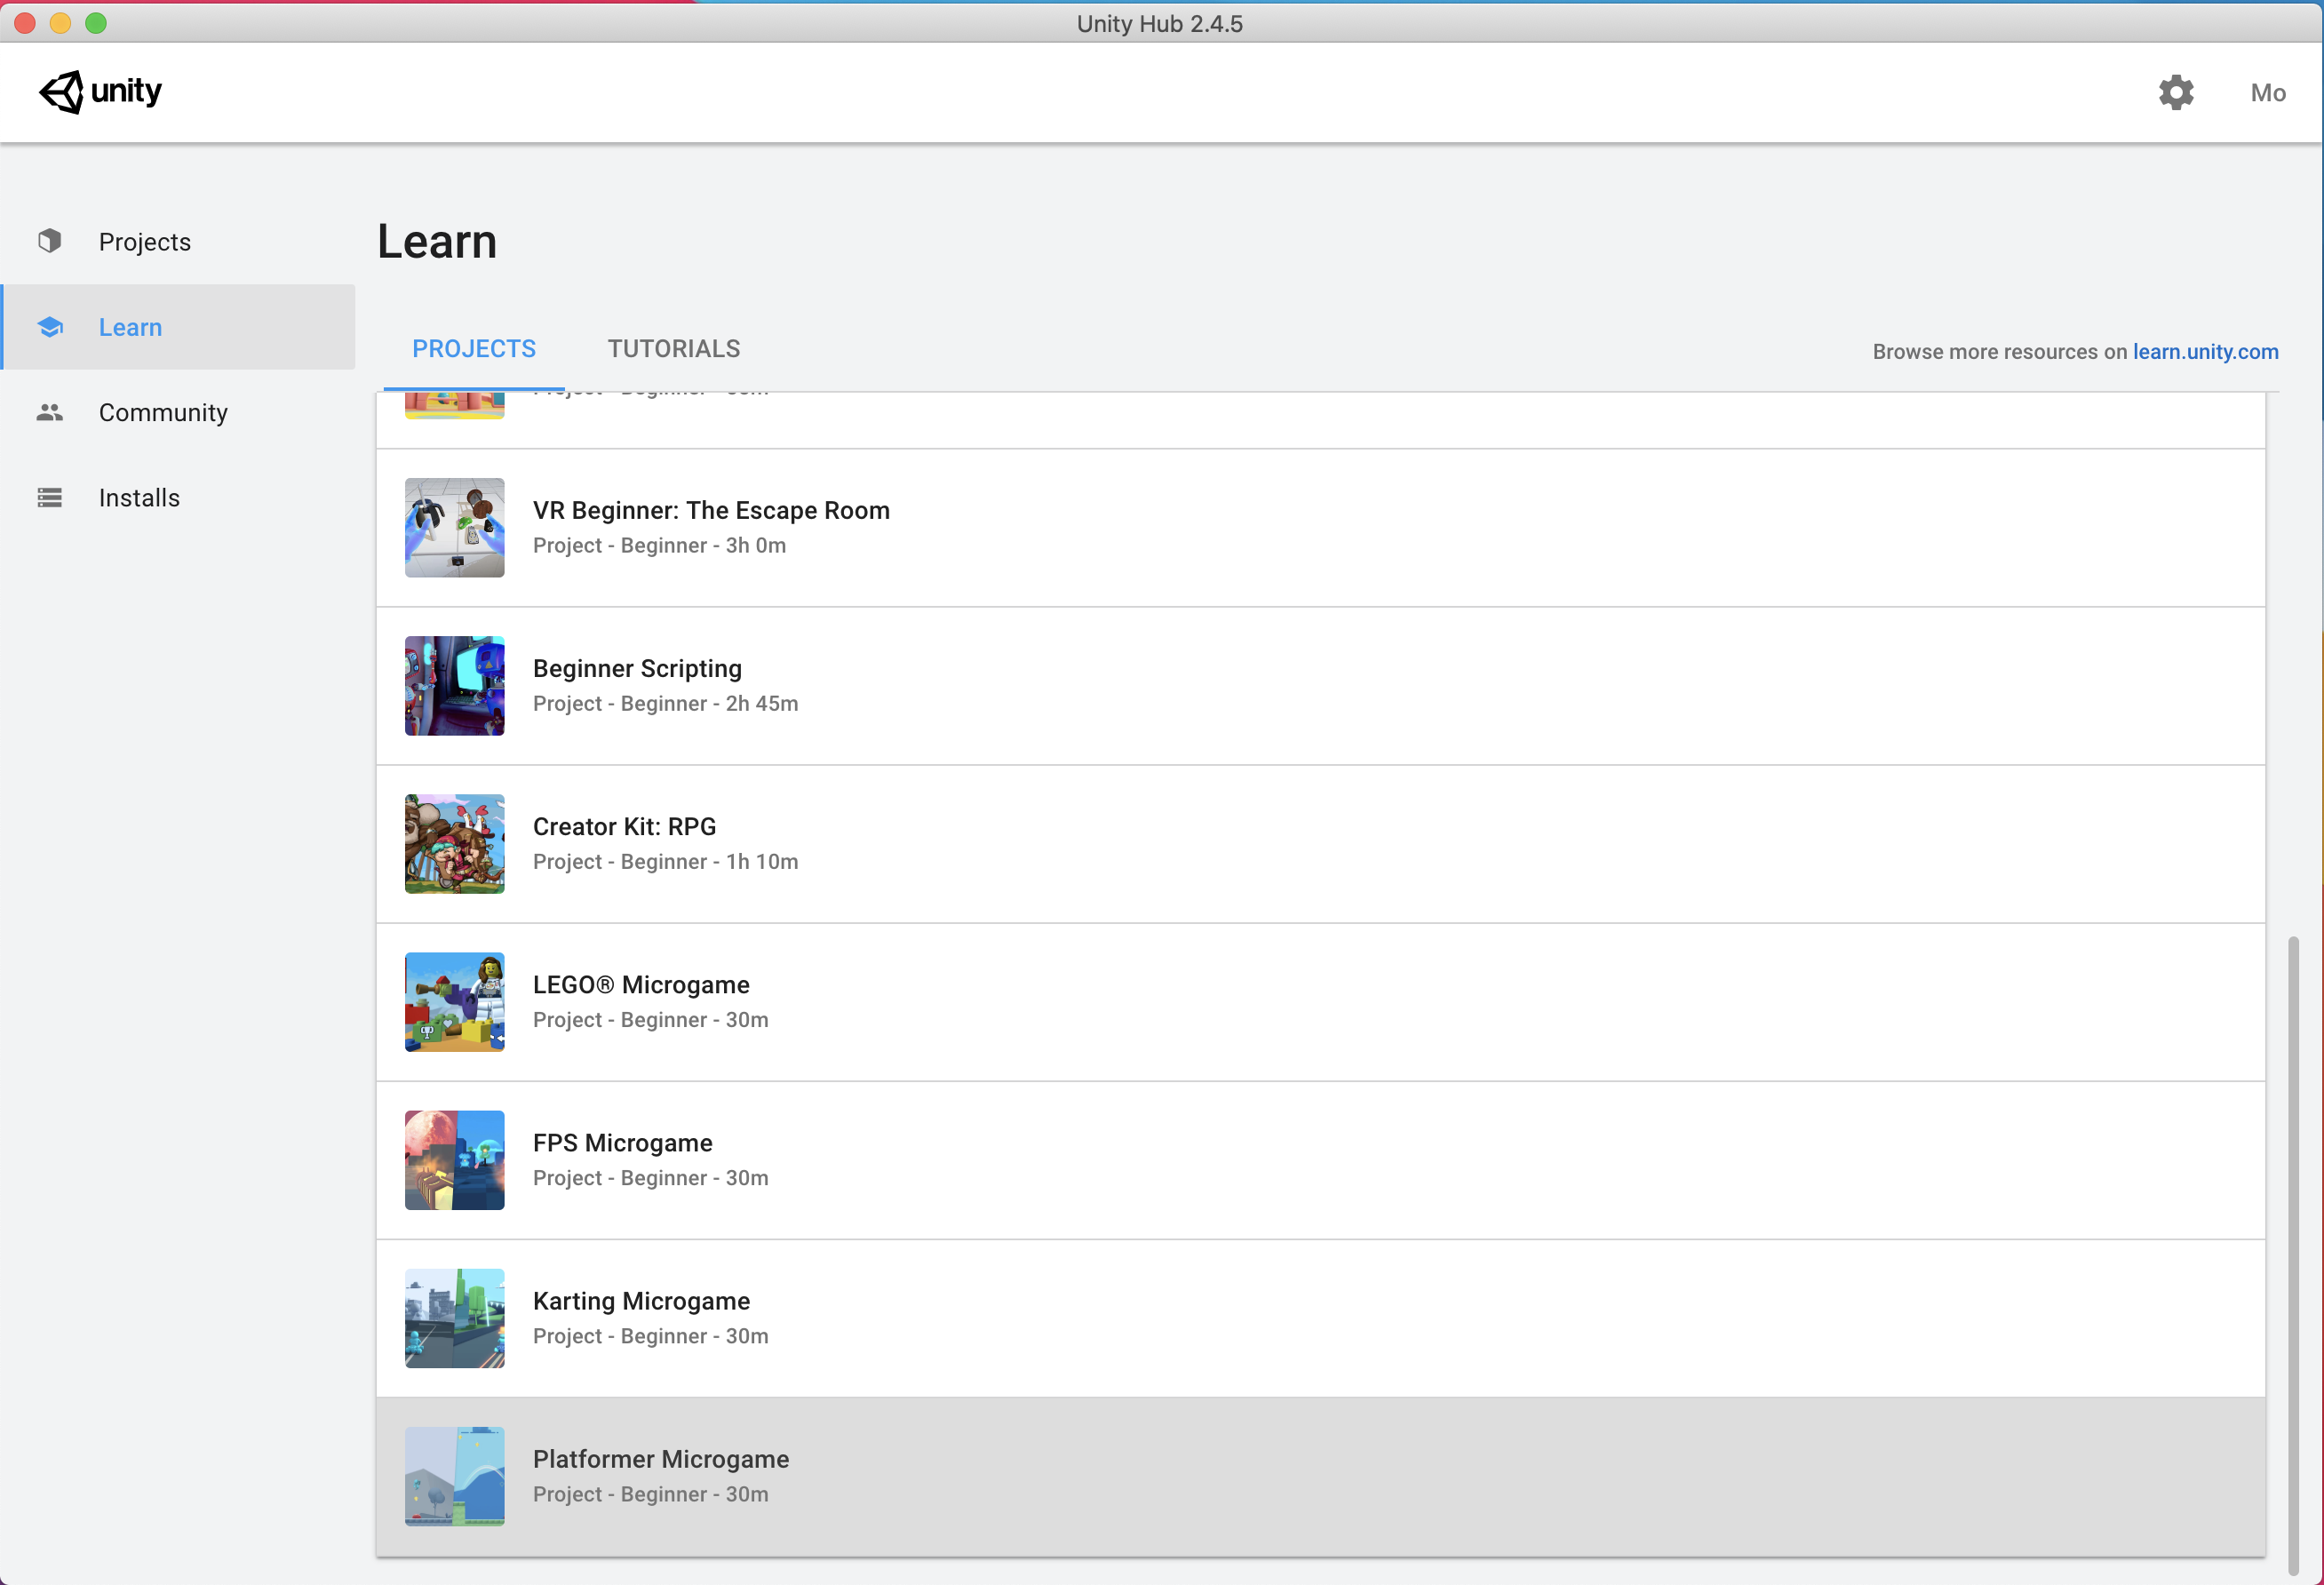 Unity Hub 2.4.5
unity
Mo
Projects
Learn
Community
Installs
Learn
PROJECTS
TUTORIALS
Browse more resources on learn.unity.com
VR Beginner: The Escape Room
Project - Beginner - 3h 0m
Beginner Scripting
Project - Beginner - 2h 45m
Creator Kit: RPG
Project - Beginner - 1h 10m
LEGO® Microgame
Project - Beginner - 30m
FPS Microgame
Project - Beginner - 30m
Karting Microgame
Project - Beginner - 30m
Platformer Microgame
Project - Beginner - 30m